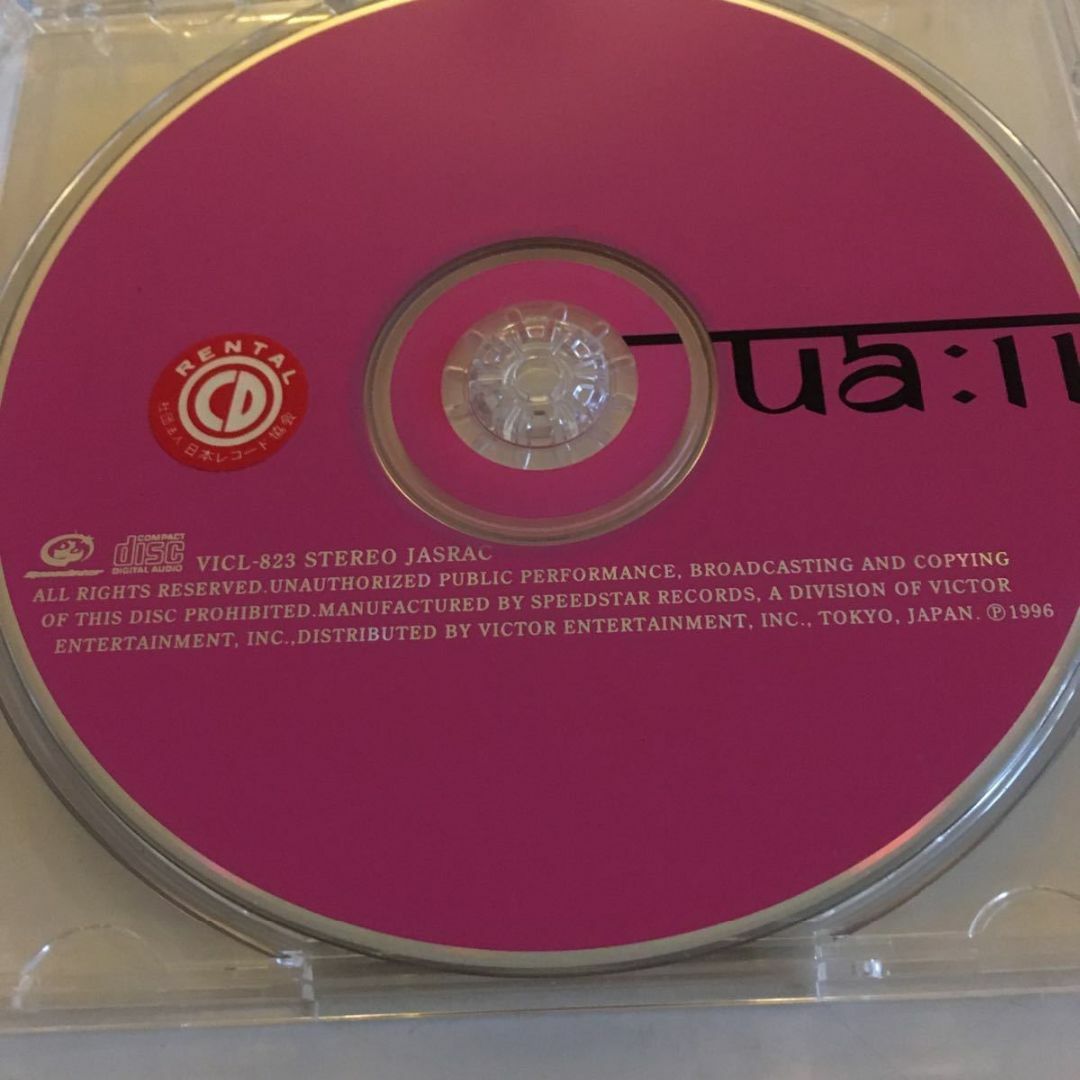 RENTAL
CD
社団法人 日本レコード協会
ua:11
COMPACT
disc
DIGITAL AUDIO
VICL-823 STEREO JASRAC
ALL RIGHTS RESERVED.UNAUTHORIZED PUBLIC PERFORMANCE, BROADCASTING AND COPYING
OF THIS DISC PROHIBITED.MANUFACTURED BY SPEEDSTAR RECORDS, A DIVISION OF VICTOR
ENTERTAINMENT, INC.,DISTRIBUTED BY VICTOR ENTERTAINMENT, INC., TOKYO, JAPAN. ℗1996